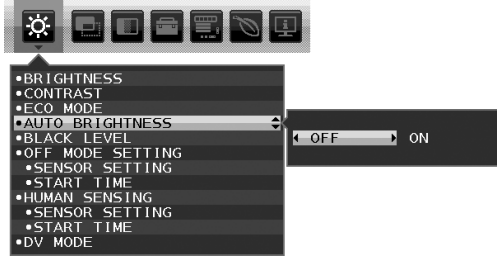 •BRIGHTNESS
•CONTRAST
•ECO MODE
•AUTO BRIGHTNESS
OFF ON
•BLACK LEVEL
•OFF MODE SETTING
•SENSOR SETTING
•START TIME
•HUMAN SENSING
•SENSOR SETTING
•START TIME
•DV MODE